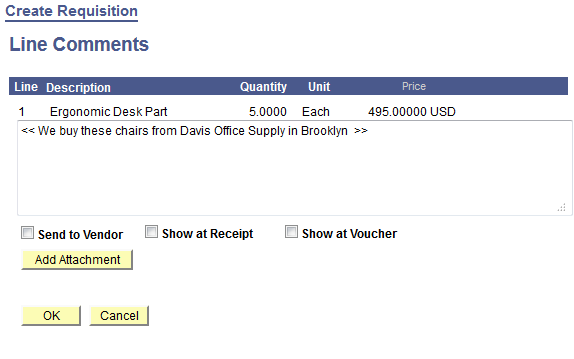 Create Requisition
Line Comments
Line Description Quantity Unit Price
1 Ergonomic Desk Part 5.0000 Each 495.00000 USD
<< We buy these chairs from Davis Office Supply in Brooklyn >>
Send to Vendor Show at Receipt Show at Voucher
Add Attachment
OK Cancel